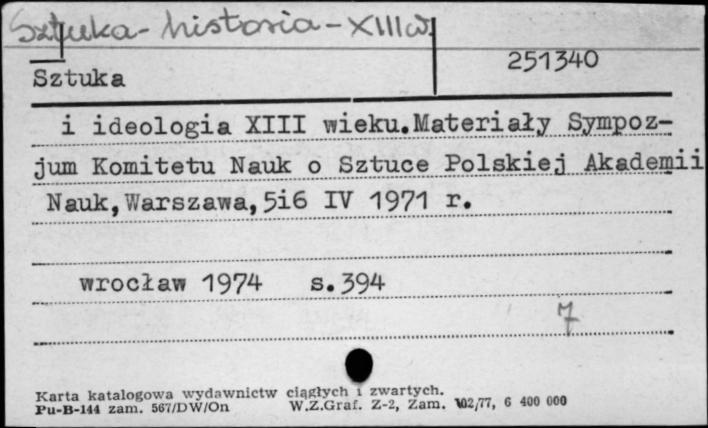 Sztuka - historia - XIII w.
251340
Sztuka
i ideologia XIII wieku.Materiały Sympoz-
jum Komitetu Nauk o Sztuce Polskiej Akademii
Nauk,Warszawa,5i6 IV 1971 r.
wrocław 1974 s.394
7
Karta katalogowa wydawnictw ciągłych i zwartych.
Pu-B-144 zam. 567/DW/On W.Z.Graf. Z-2, Zam. 102/77, 6 400 000